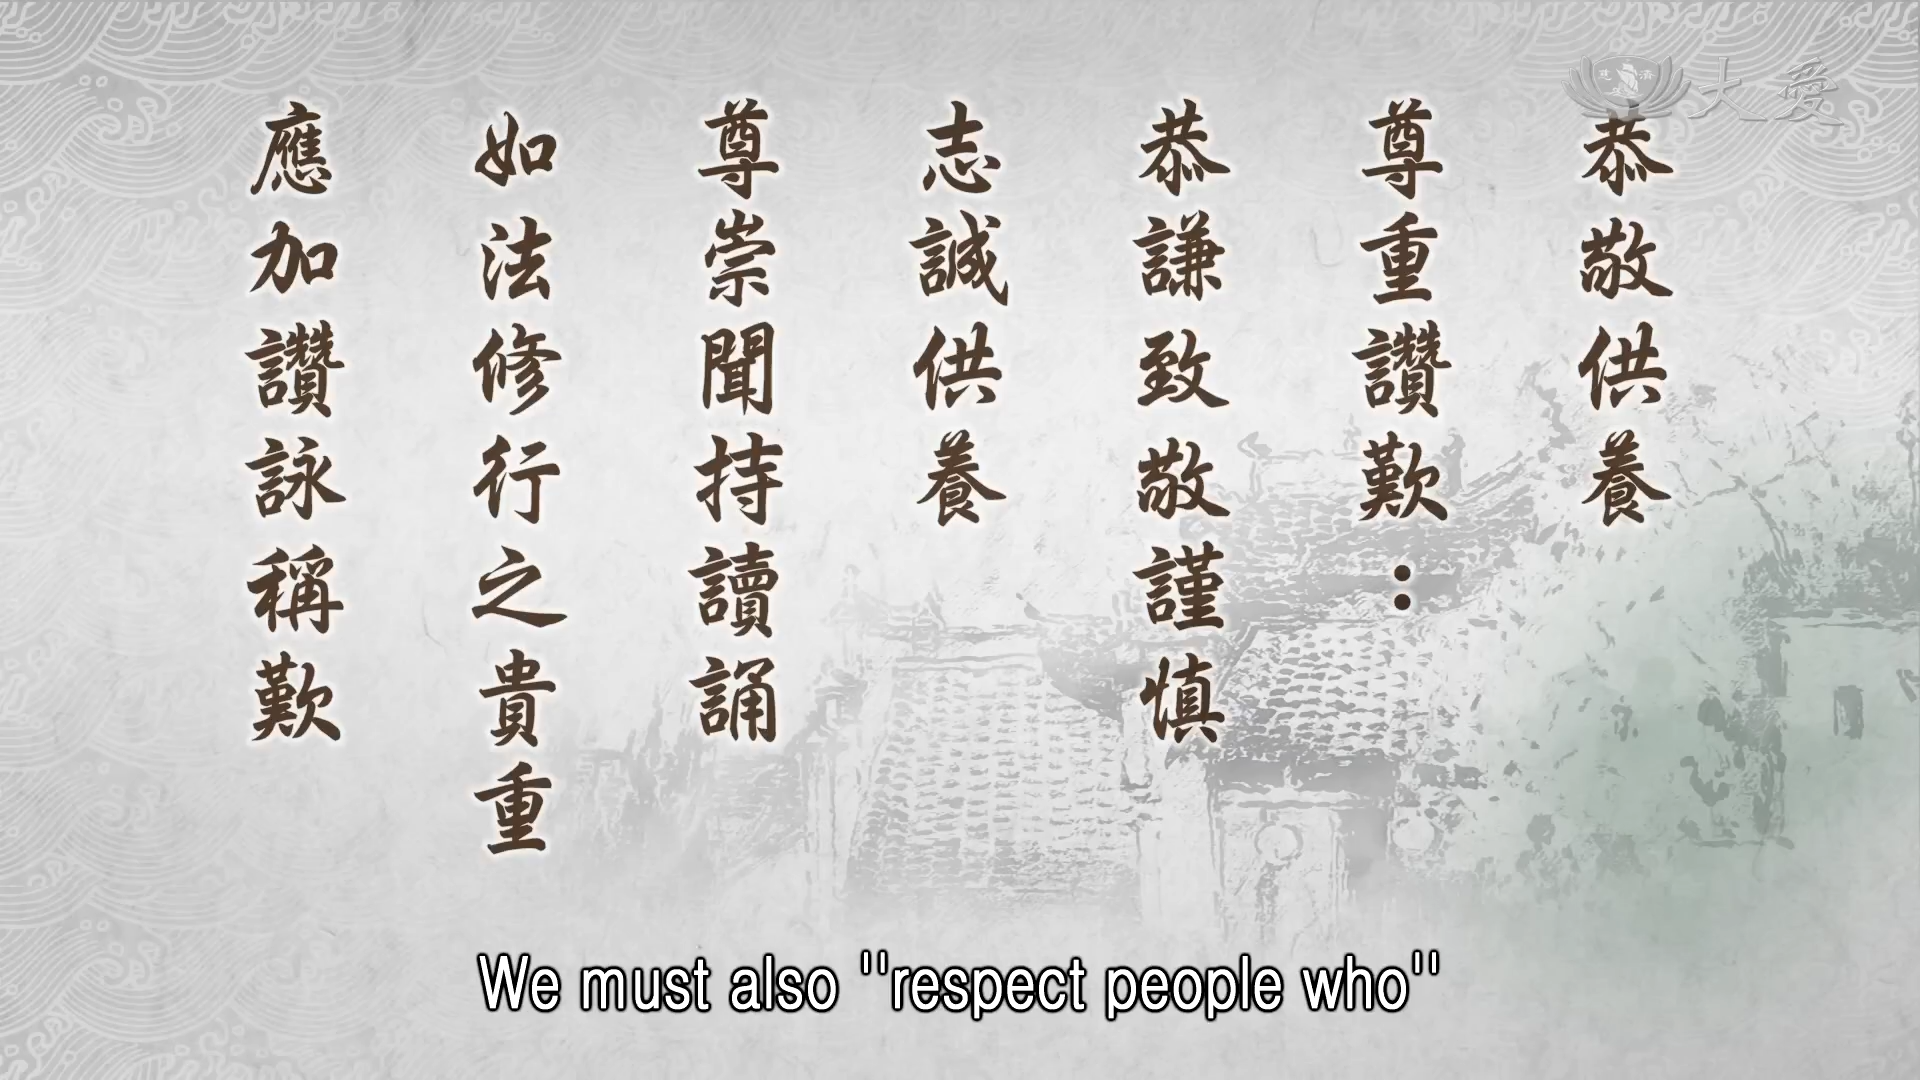 恭敬供養
尊重讚歎：
恭謙致敬謹慎
志誠供養
尊崇聞持讀誦
如法修行之貴重
應加讚詠稱歎
慈濟 大愛
We must also "respect people who"